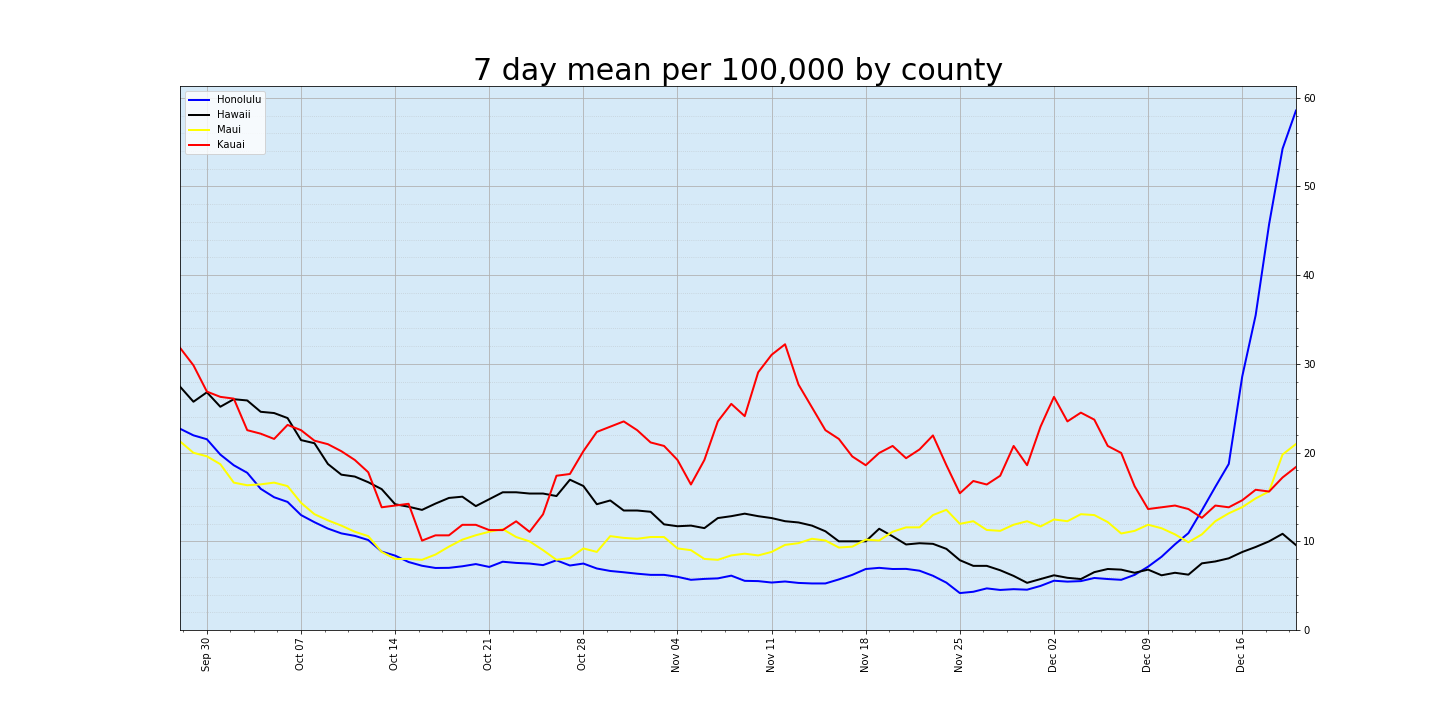 7 day mean per 100,000 by county
Honolulu
Hawaii
Maui
Kauai
60
50
40
30
20
10
0
Sep 30
Oct 07
Oct 14
Oct 21
Oct 28
Nov 04
Nov 11
Nov 18
Nov 25
Dec 02
Dec 09
Dec 16